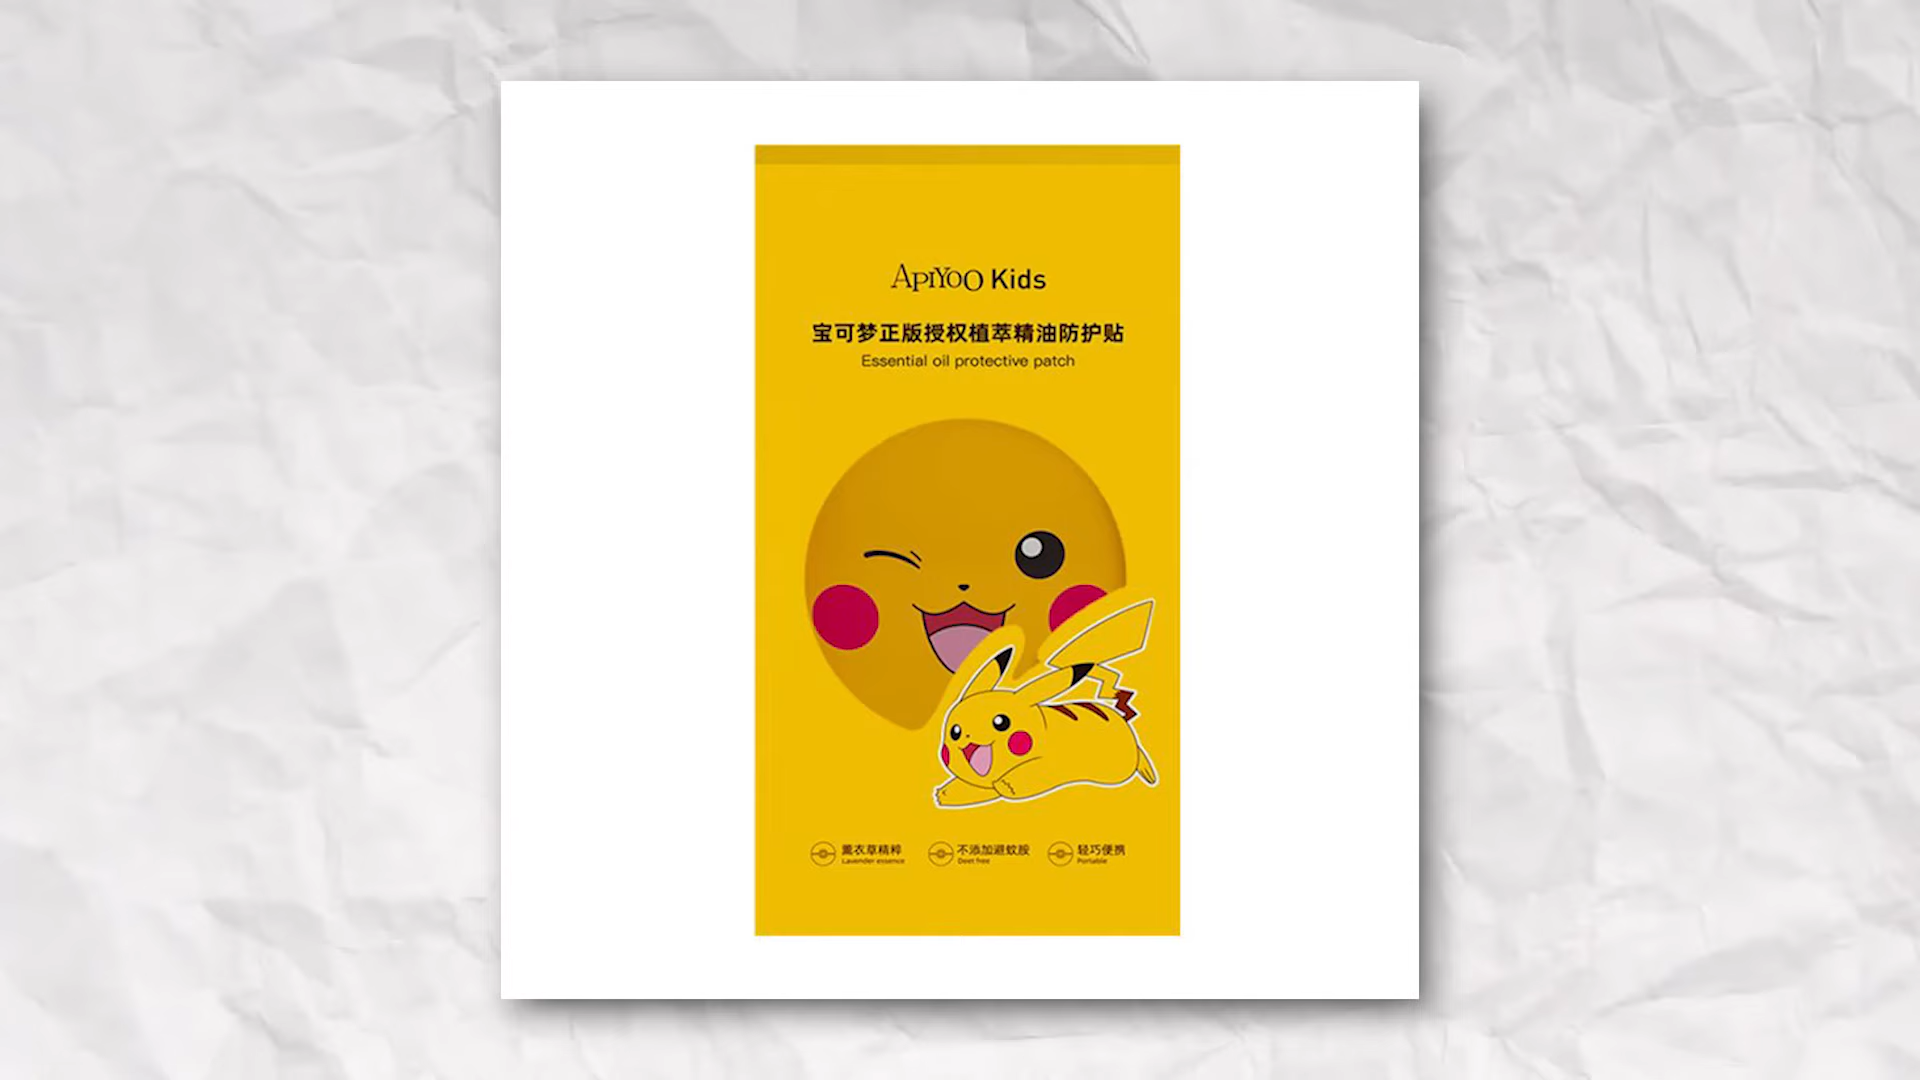 APIYOO Kids
宝可梦正版授权植萃精油防护贴
Essential oil protective patch
薰衣草精粹
Lavender essence
不添加避蚊胺
Deet free
轻巧便携
Portable